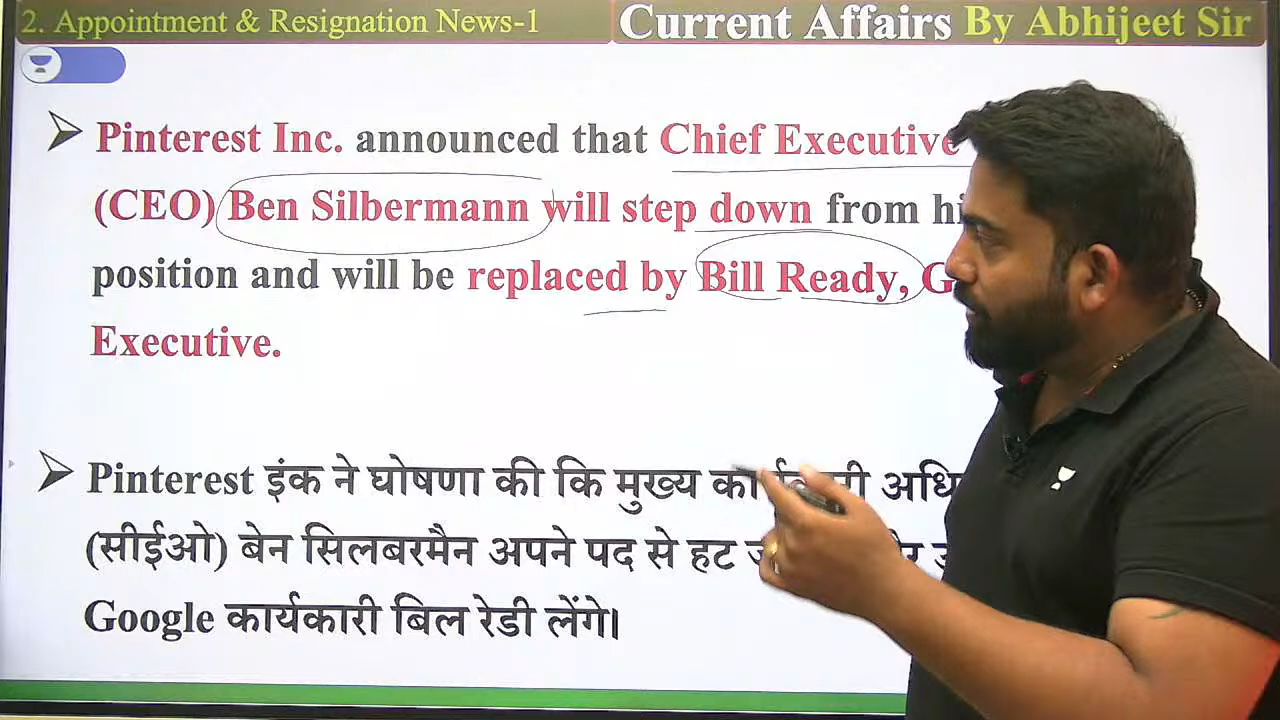 2. Appointment & Resignation News-1
Current Affairs By Abhijeet Sir
Pinterest Inc. announced that Chief Executive
(CEO) Ben Silbermann will step down from
position and will be replaced by Bill Ready,
Executive.
Pinterest इंक ने घोषणा की कि मुख्य
(सीईओ) बेन सिलबरमैन अपने पद से हट
Google कार्यकारी बिल रेडी लेंगे।